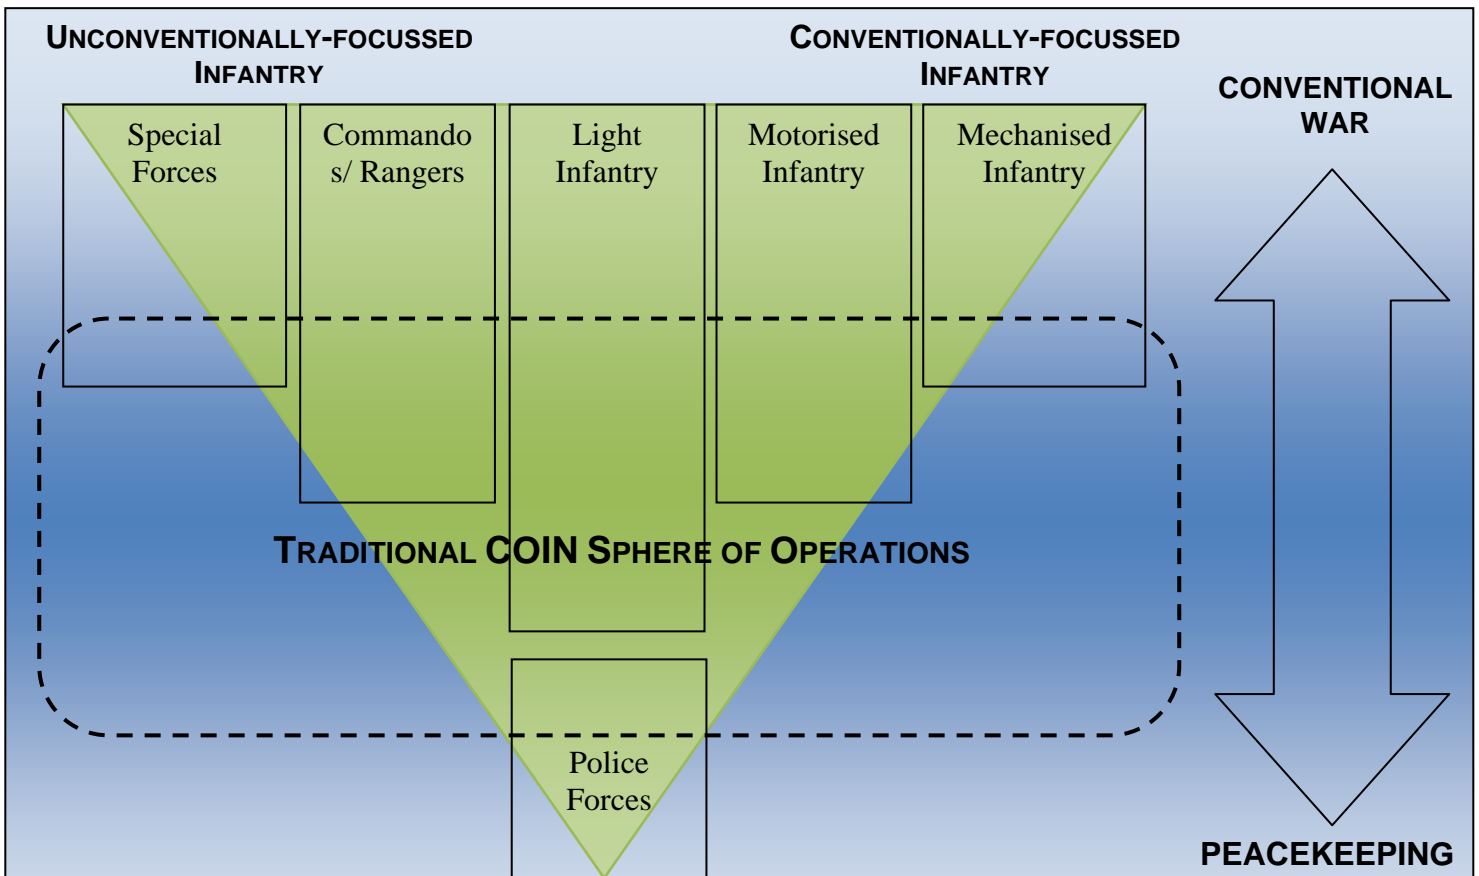 UNCONVENTIONALLY-FOCUSSED
INFANTRY
CONVENTIONALLY-FOCUSSED
INFANTRY
CONVENTIONAL
WAR
Special
Forces
Commando
s/ Rangers
Light
Infantry
Motorised
Infantry
Mechanised
Infantry
TRADITIONAL COIN SPHERE OF OPERATIONS
Police
Forces
PEACEKEEPING